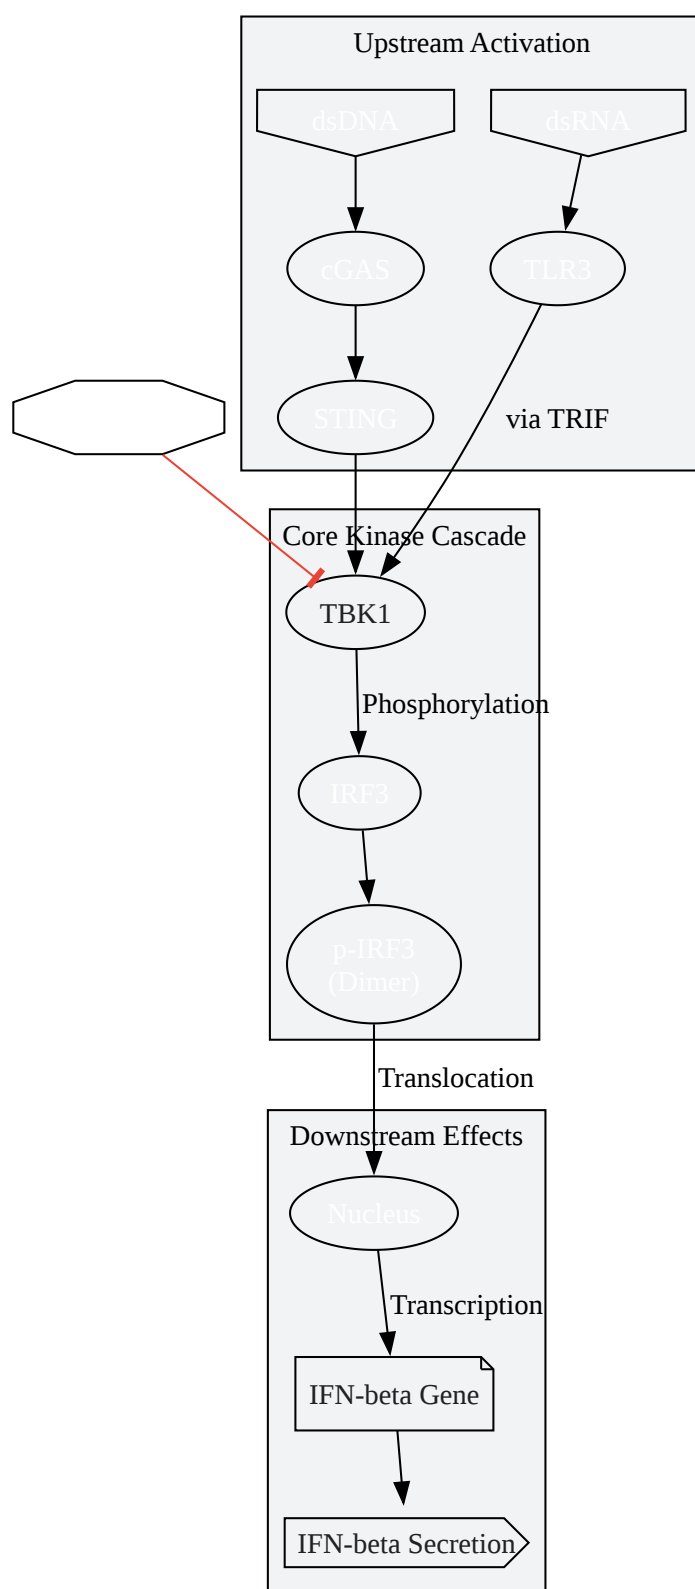 Upstream Activation
dsDNA
dsRNA
cGAS
TLR3
STING
via TRIF
Core Kinase Cascade
TBK1
Phosphorylation
IRF3
p-IRF3
(Dimer)
Translocation
Downstream Effects
Nucleus
Transcription
IFN-beta Gene
IFN-beta Secretion